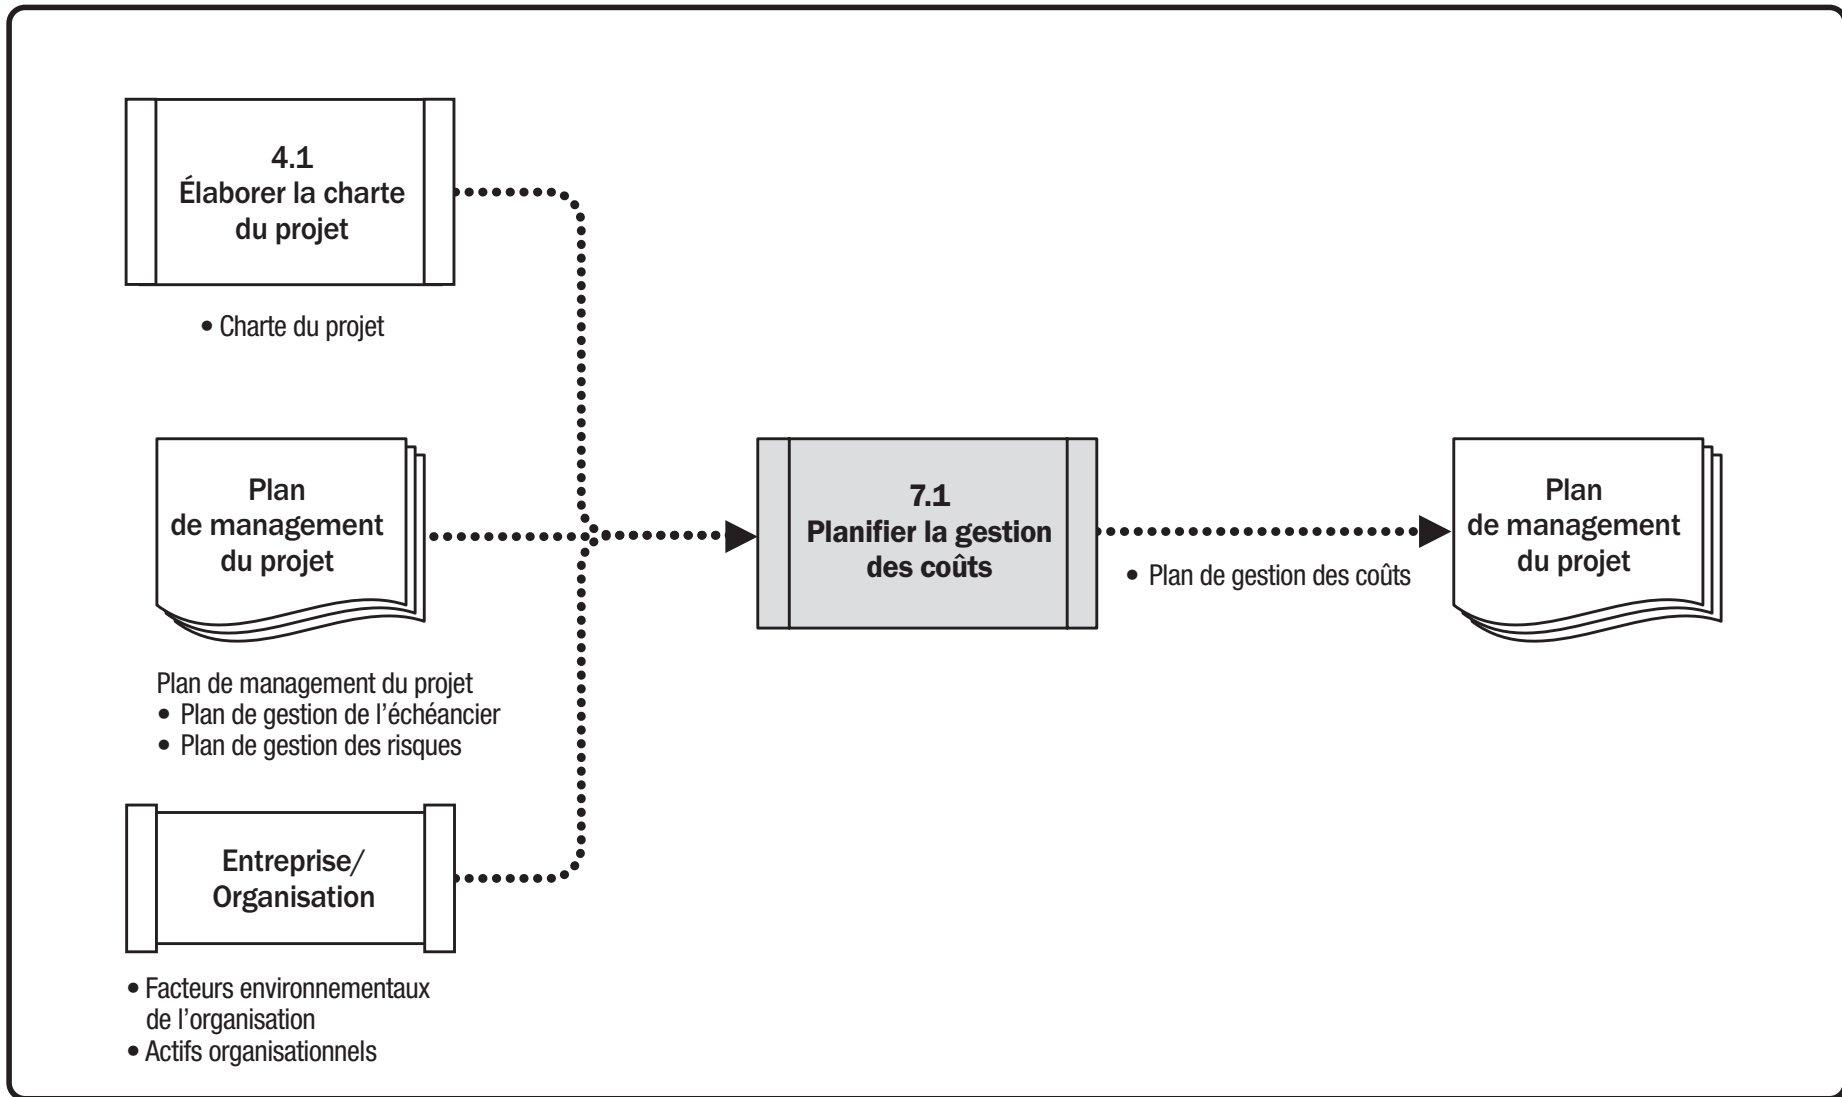 4.1
Élaborer la charte
du projet
• Charte du projet
Plan
de management
du projet
Plan de management du projet
• Plan de gestion de l’échéancier
• Plan de gestion des risques
Entreprise/
Organisation
• Facteurs environnementaux
de l’organisation
• Actifs organisationnels
7.1
Planifier la gestion
des coûts
• Plan de gestion des coûts
Plan
de management
du projet